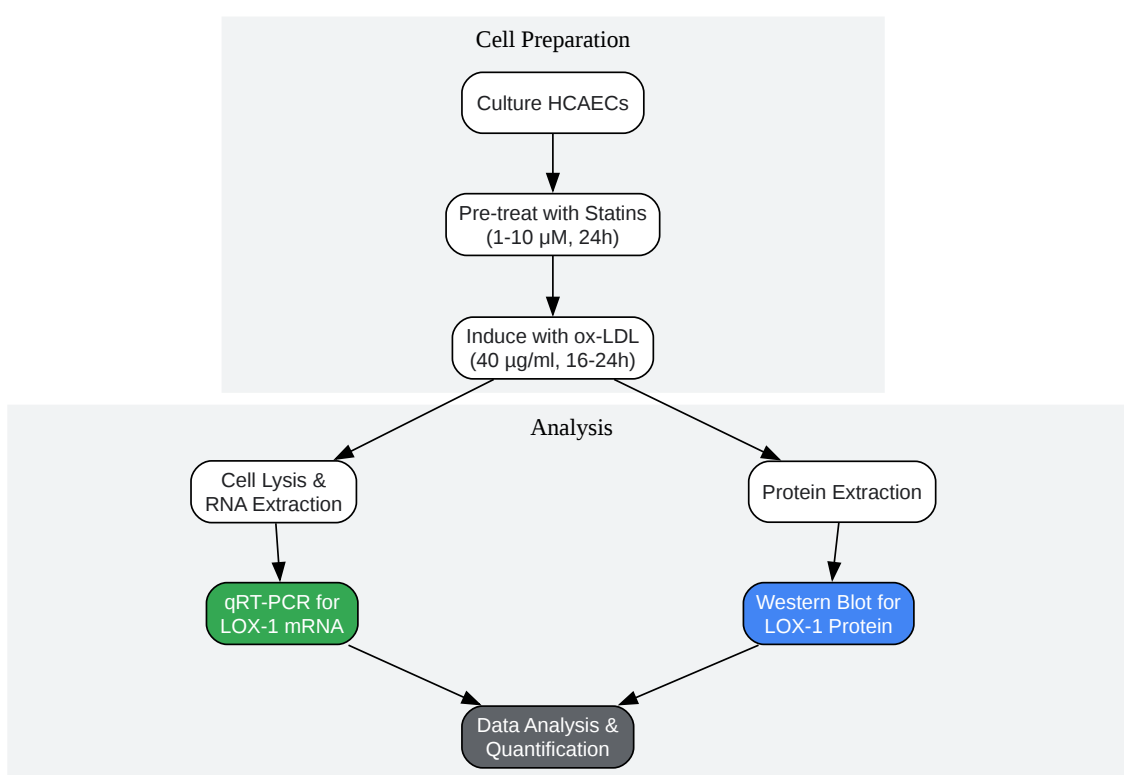 Cell Preparation
Culture HCAECs
Pre-treat with Statins
(1-10 μM, 24h)
Induce with ox-LDL
(40 μg/ml, 16-24h)
Analysis
Cell Lysis &
RNA Extraction
Protein Extraction
qRT-PCR for
LOX-1 mRNA
Western Blot for
LOX-1 Protein
Data Analysis &
Quantification